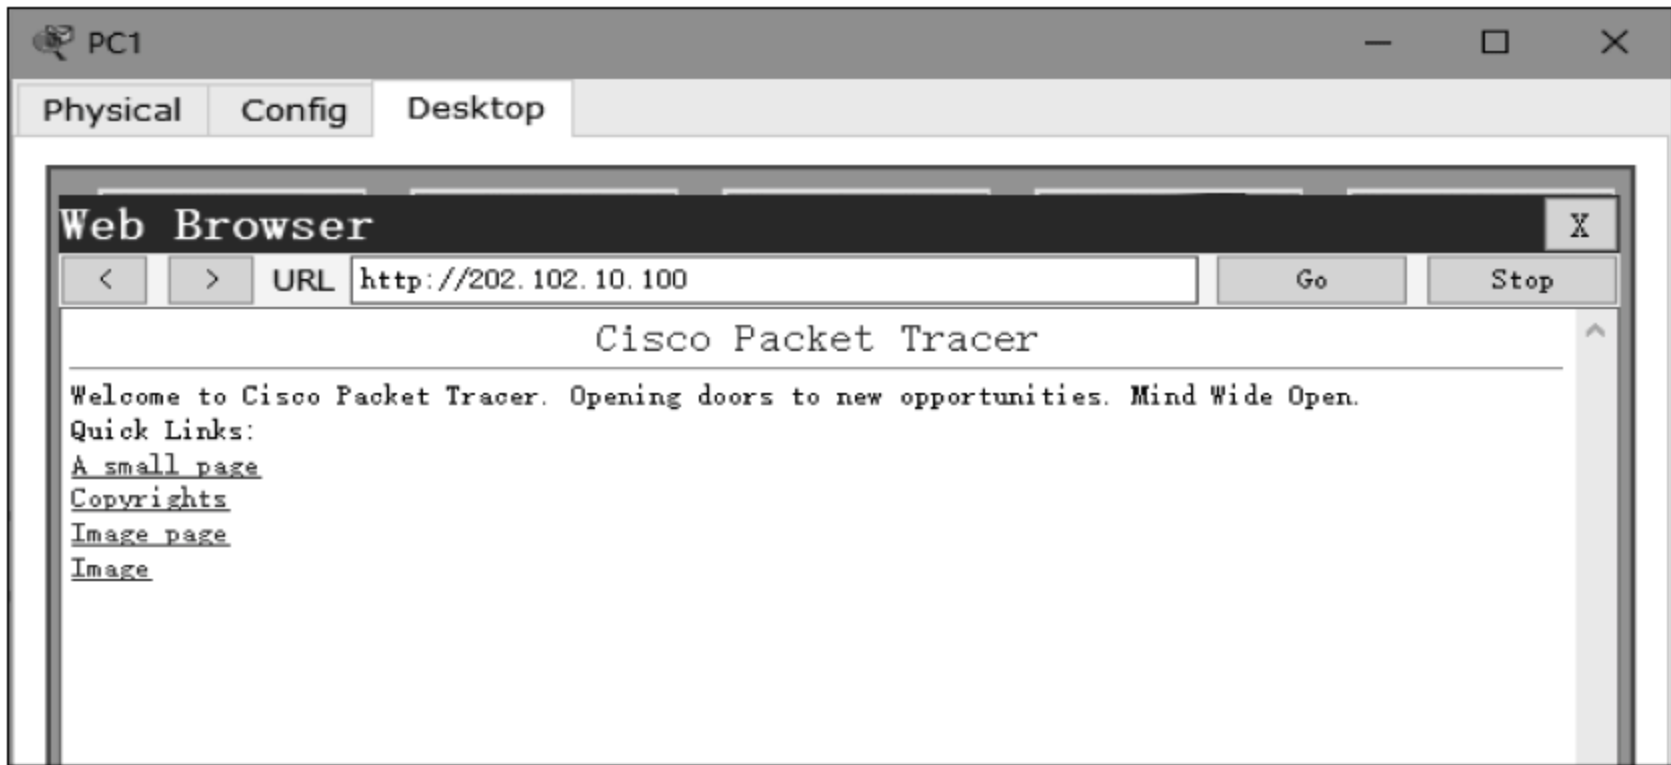 PC1
Physical Config Desktop
Web Browser X
< > URL http://202.102.10.100 Go Stop
Cisco Packet Tracer
Welcome to Cisco Packet Tracer. Opening doors to new opportunities. Mind Wide Open.
Quick Links:
A small page
Copyrights
Image page
Image